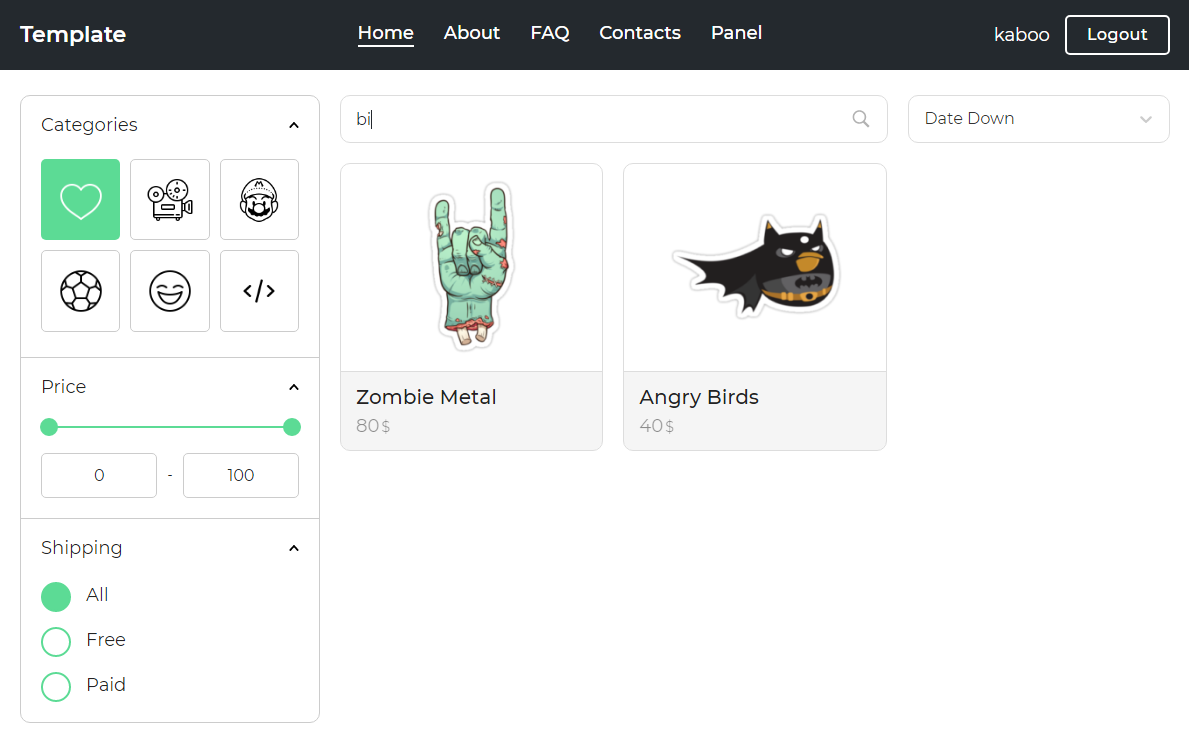 Template
Home
About
FAQ
Contacts
Panel
kaboo
Logout
Categories
M
</>
Price
0
-
100
Shipping
All
Free
Paid
bi
Date Down
Zombie Metal
80$
Angry Birds
40$